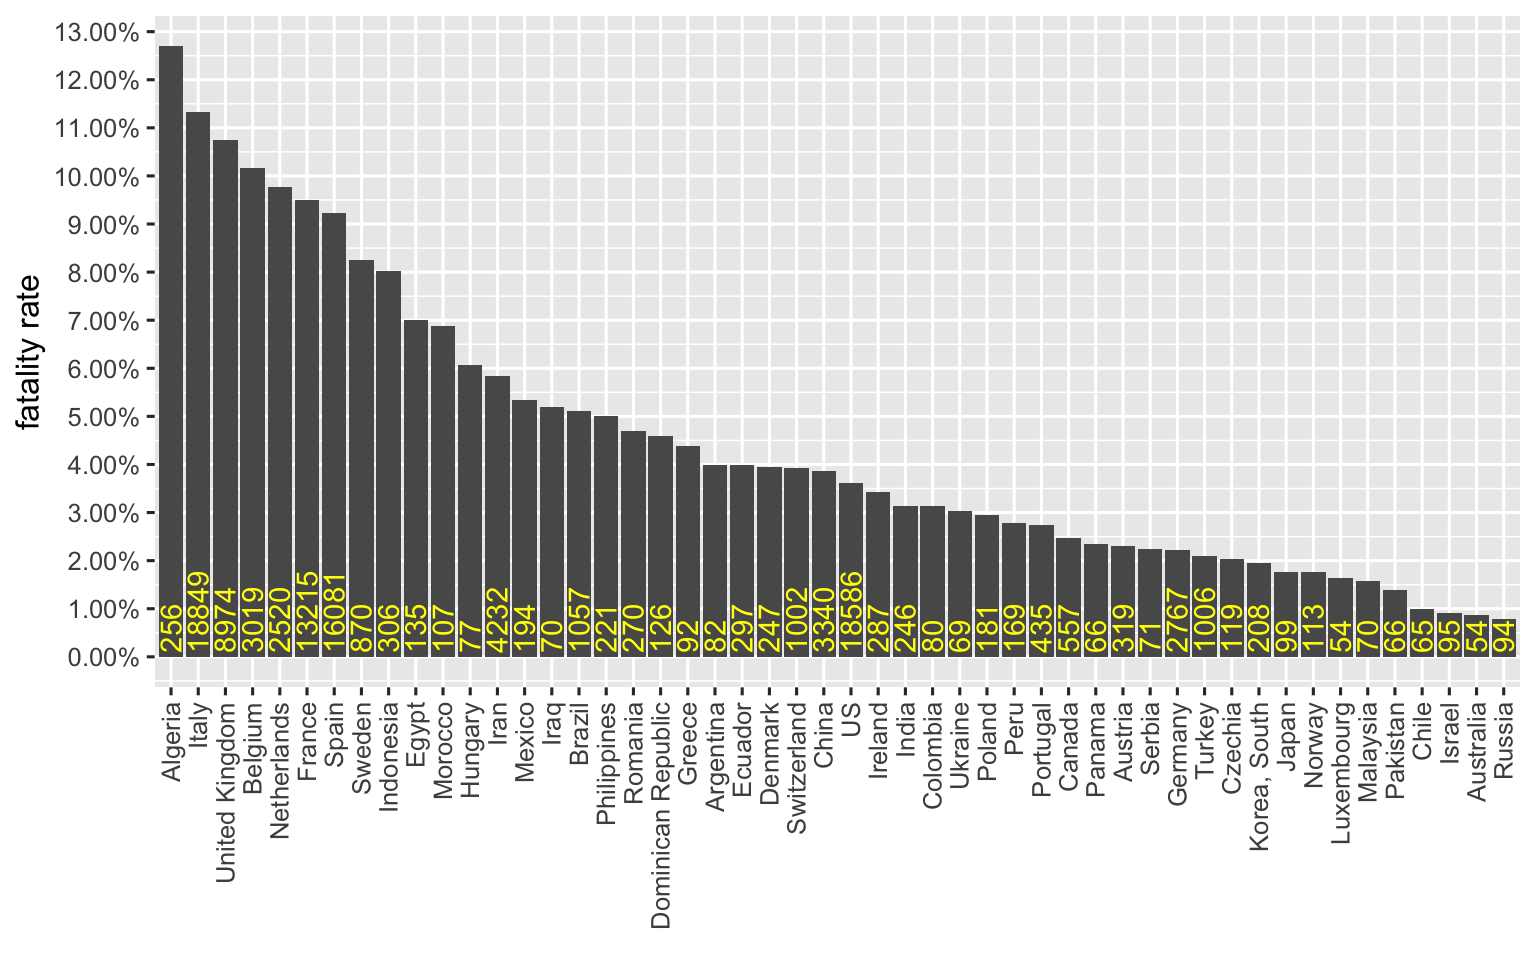 fatality rate
13.00%
12.00%
11.00%
10.00%
9.00%
8.00%
7.00%
6.00%
5.00%
4.00%
3.00%
2.00%
1.00%
0.00%
256
18849
8974
3019
2520
13215
16081
870
306
135
107
77
4232
194
70
1057
221
270
126
92
82
297
247
1002
3340
18586
287
246
80
69
181
169
435
557
66
319
71
2767
1006
119
208
99
113
54
70
66
65
95
54
94
Algeria
Italy
United Kingdom
Belgium
Netherlands
France
Spain
Sweden
Indonesia
Egypt
Morocco
Hungary
Iran
Mexico
Iraq
Brazil
Philippines
Romania
Dominican Republic
Greece
Argentina
Ecuador
Denmark
Switzerland
China
US
Ireland
India
Colombia
Ukraine
Poland
Peru
Portugal
Canada
Panama
Austria
Serbia
Germany
Turkey
Czechia
Korea, South
Japan
Norway
Luxembourg
Malaysia
Pakistan
Chile
Israel
Australia
Russia